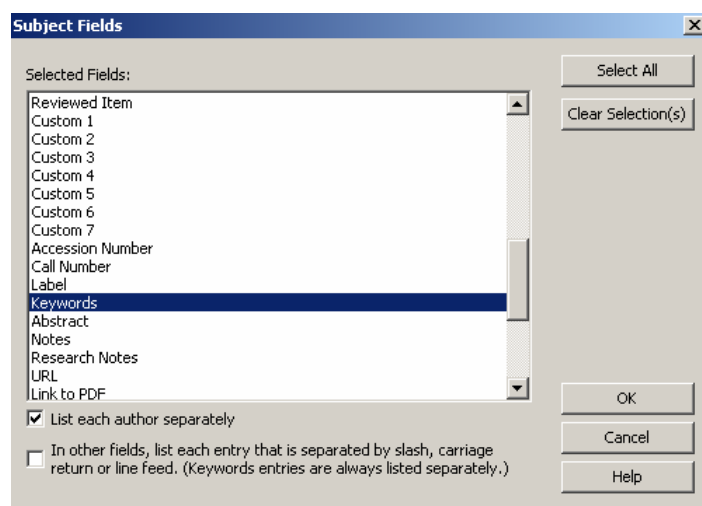 Subject Fields
Selected Fields:
Select All
Clear Selection(s)
Reviewed Item
Custom 1
Custom 2
Custom 3
Custom 4
Custom 5
Custom 6
Custom 7
Accession Number
Call Number
Label
Keywords
Abstract
Notes
Research Notes
URL
Link to PDF
List each author separately
In other fields, list each entry that is separated by slash, carriage
return or line feed. (Keywords entries are always listed separately.)
OK
Cancel
Help